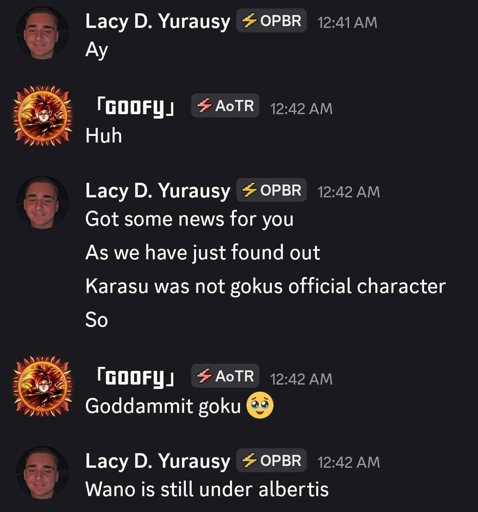 Lacy D. Yurausy ⚡OPBR 12:41 AM
Ay
「GOOFY」 ⚡AoTR 12:42 AM
Huh
Lacy D. Yurausy ⚡OPBR 12:42 AM
Got some news for you
As we have just found out
Karasu was not gokus official character
So
「GOOFY」 ⚡AoTR 12:42 AM
Goddammit goku 🥹
Lacy D. Yurausy ⚡OPBR 12:42 AM
Wano is still under albertis